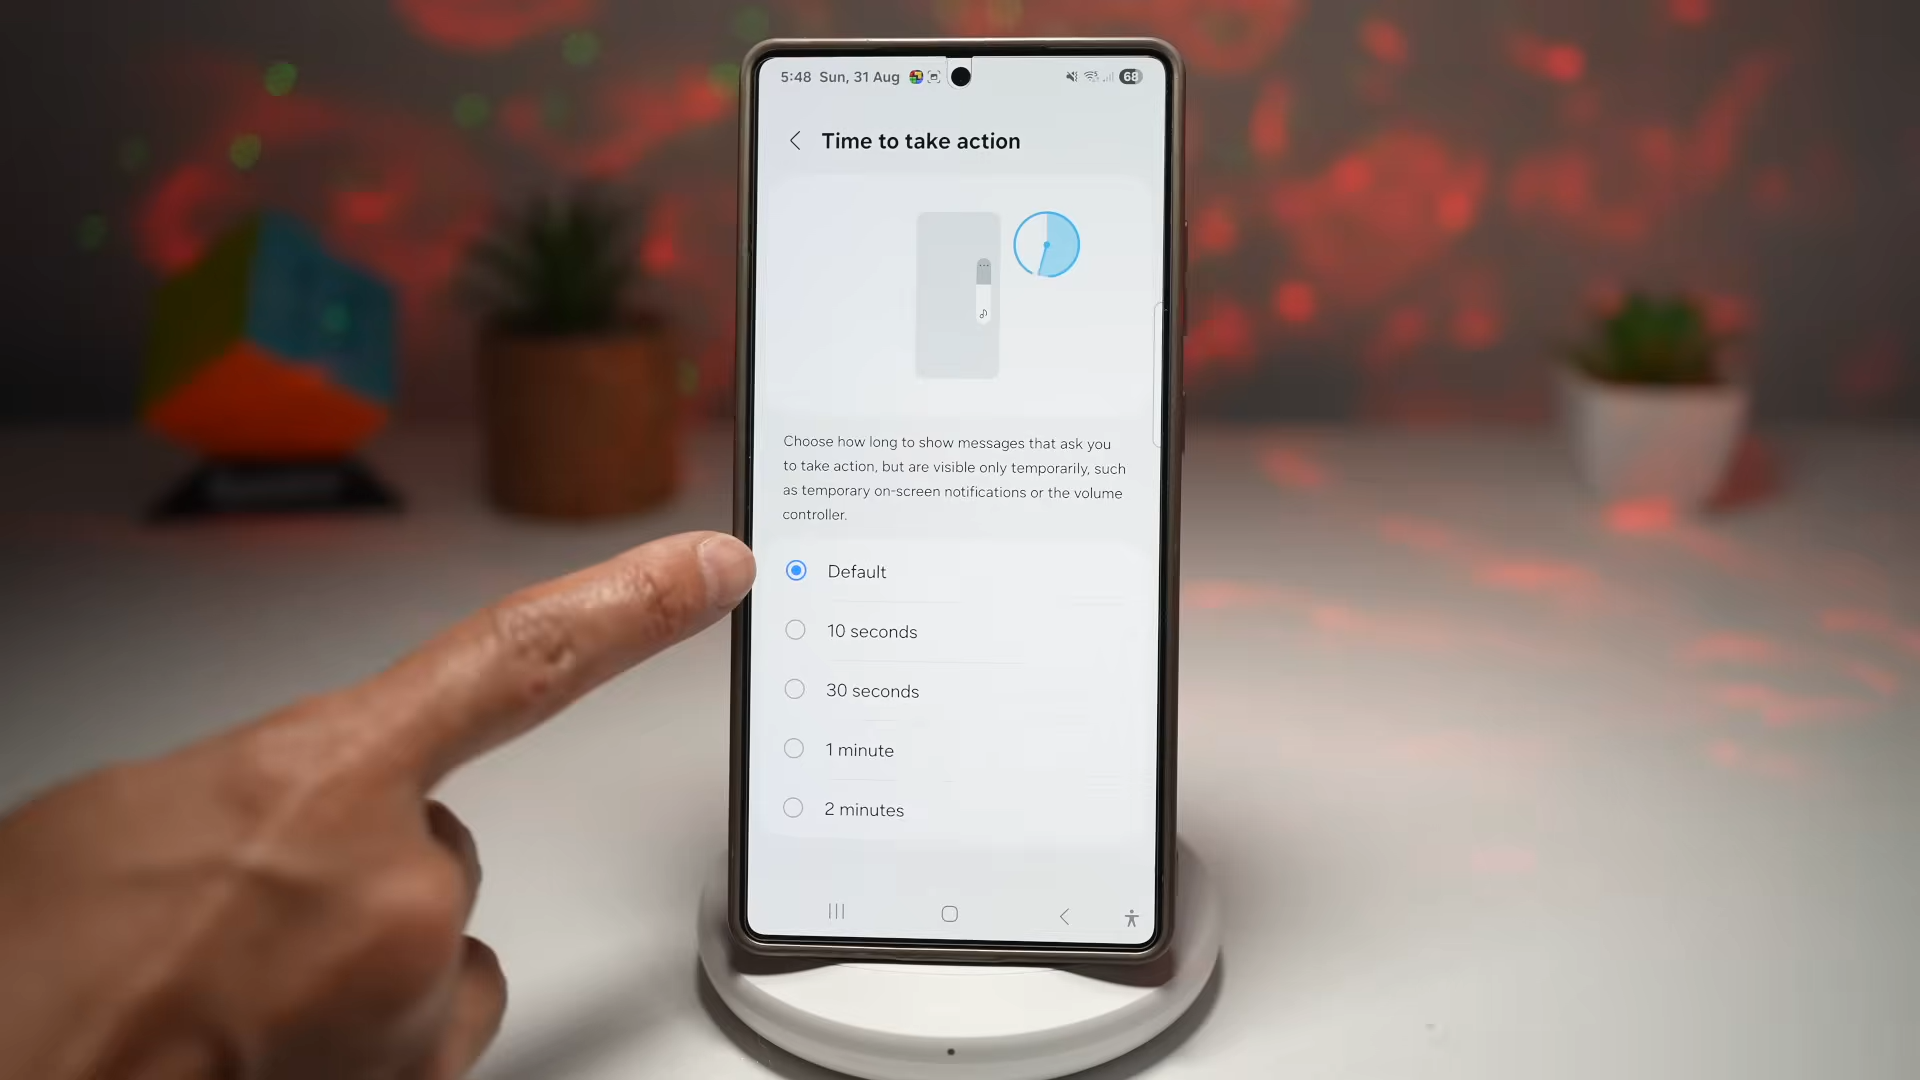 5:48 Sun, 31 Aug
68
Time to take action
Choose how long to show messages that ask you
to take action, but are visible only temporarily, such
as temporary on-screen notifications or the volume
controller.
Default
10 seconds
30 seconds
1 minute
2 minutes